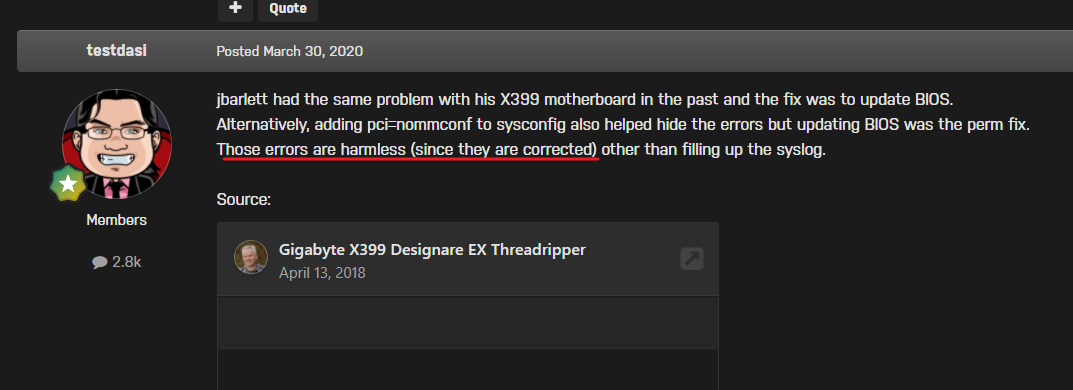 + Quote
testdasi
Posted March 30, 2020
jbarlett had the same problem with his X399 motherboard in the past and the fix was to update BIOS.
Alternatively, adding pci=nommconf to sysconfig also helped hide the errors but updating BIOS was the perm fix.
Those errors are harmless (since they are corrected) other than filling up the syslog.
Members
2.8k
Source:
Gigabyte X399 Designare EX Threadripper
April 13, 2018